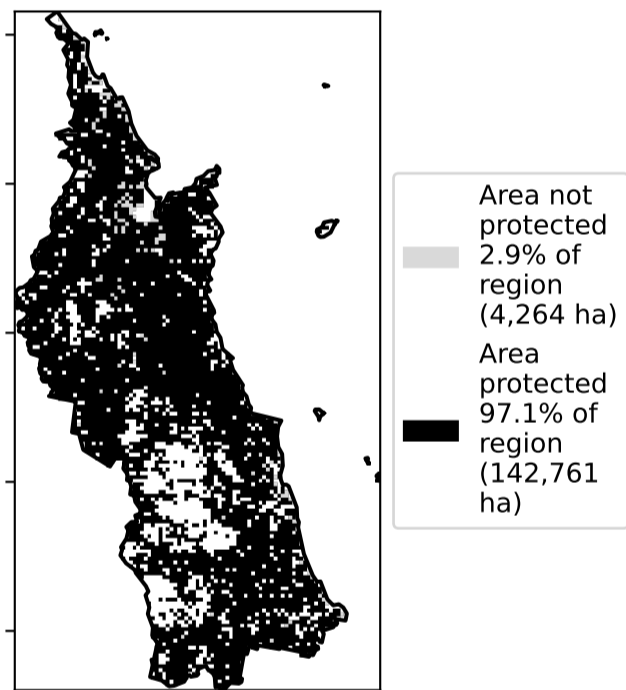 Area not
protected
2.9% of
region
(4,264 ha)
Area
protected
97.1% of
region
(142,761
ha)